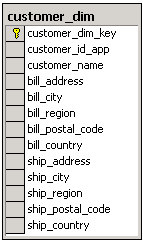 customer_dim
customer_dim_key
customer_id_app
customer_name
bill_address
bill_city
bill_region
bill_postal_code
bill_country
ship_address
ship_city
ship_region
ship_postal_code
ship_country